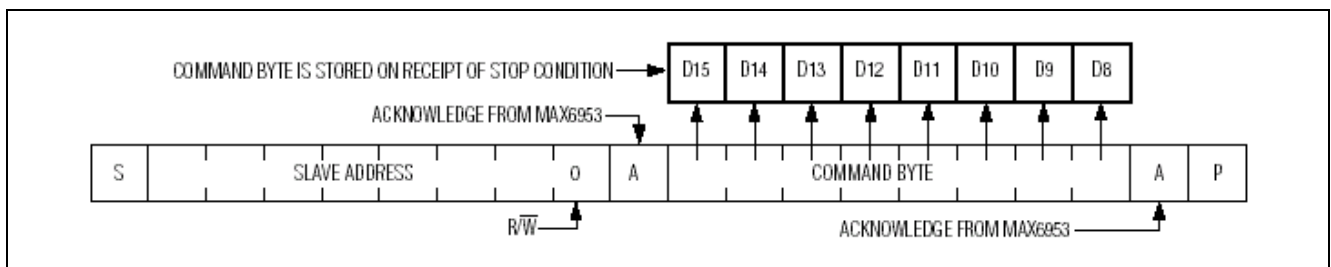 COMMAND BYTE IS STORED ON RECEIPT OF STOP CONDITION D15 D14 D13 D12 D11 D10 D9 D8
ACKNOWLEDGE FROM MAX6953
S SLAVE ADDRESS 0 A COMMAND BYTE A P
R/W̅ ACKNOWLEDGE FROM MAX6953